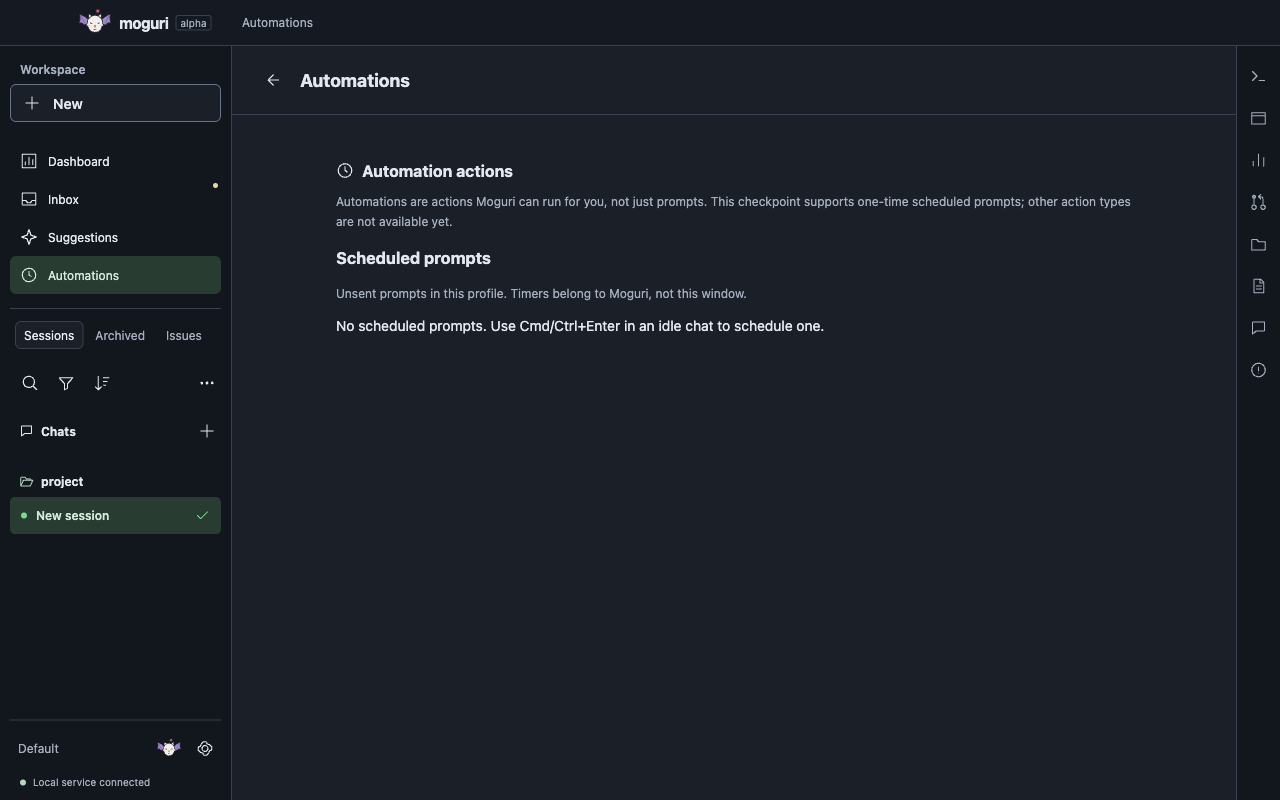 moguri
alpha
Automations
Workspace
New
Dashboard
Inbox
Suggestions
Automations
Sessions
Archived
Issues
Chats
project
New session
Default
Local service connected
Automations
Automation actions
Automations are actions Moguri can run for you, not just prompts. This checkpoint supports one-time scheduled prompts; other action types
are not available yet.
Scheduled prompts
Unsent prompts in this profile. Timers belong to Moguri, not this window.
No scheduled prompts. Use Cmd/Ctrl+Enter in an idle chat to schedule one.